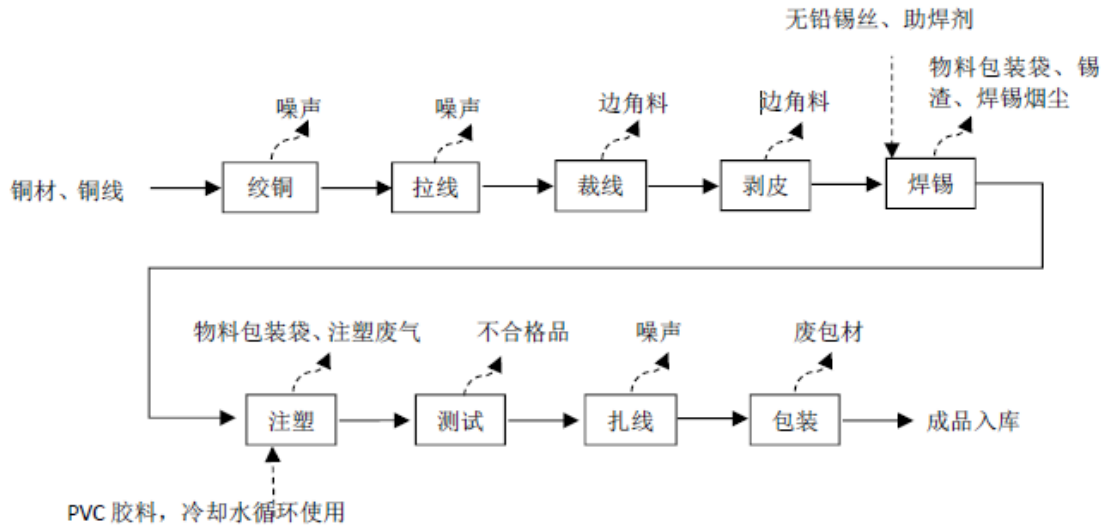 无铅锡丝、助焊剂
物料包装袋、锡
渣、焊锡烟尘
噪声
噪声
边角料
边角料
铜材、铜线
绞铜
拉线
裁线
剥皮
焊锡
物料包装袋、注塑废气
不合格品
噪声
废包材
注塑
测试
扎线
包装
成品入库
PVC 胶料，冷却水循环使用